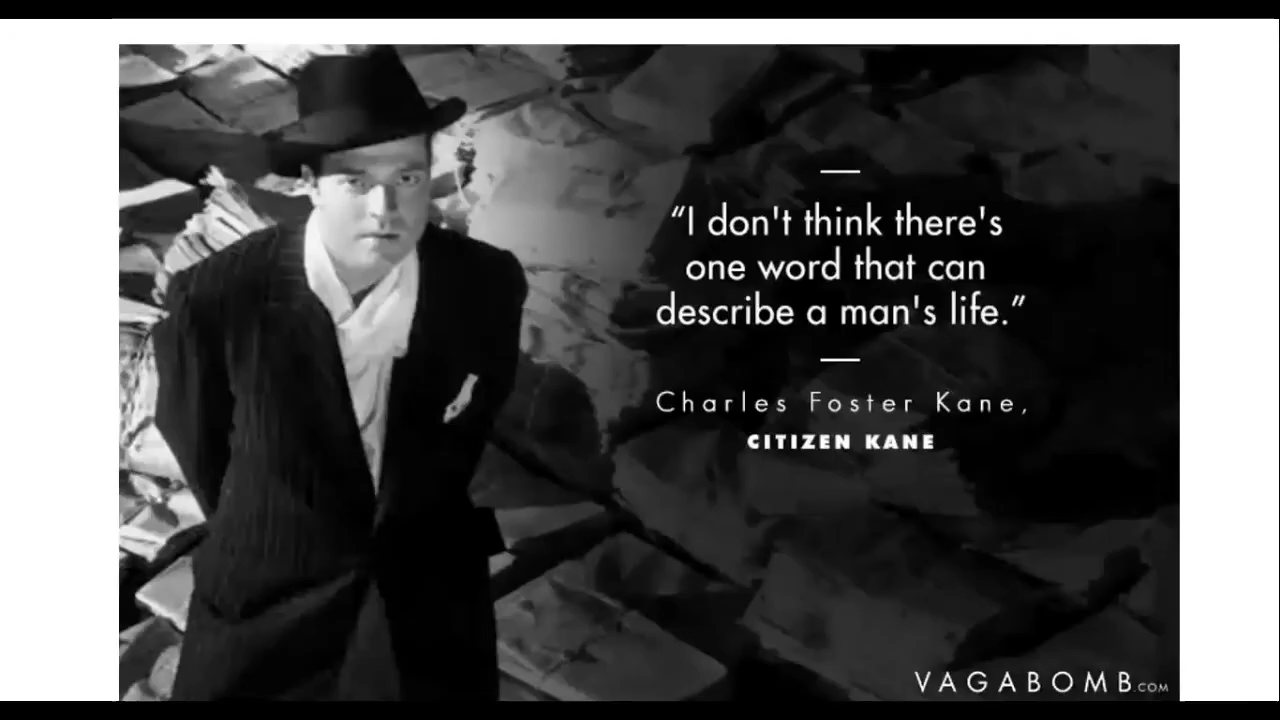 “I don't think there's
one word that can
describe a man's life.”
Charles Foster Kane,
CITIZEN KANE
VAGABOMB.COM